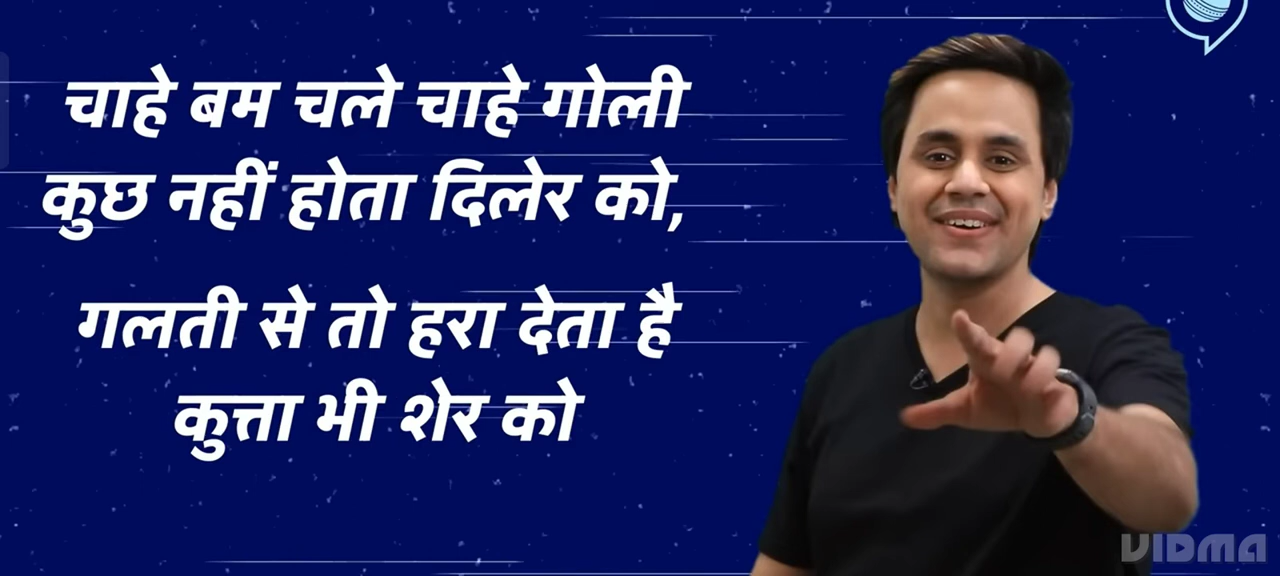 चाहे बम चले चाहे गोली
कुछ नहीं होता दिलेर को,
गलती से तो हरा देता है
कुत्ता भी शेर को
VIDMA